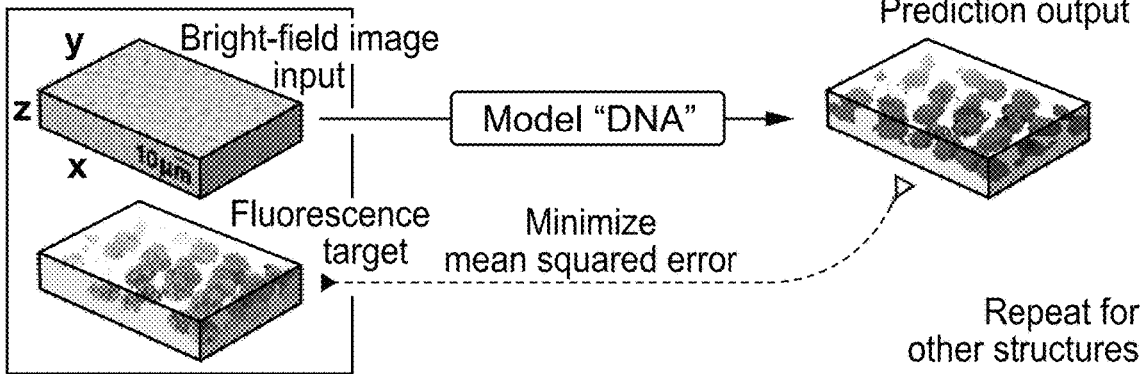 Prediction output
Bright-field image
input
y
z
x
10µm
Model “DNA”
Fluorescence
target
Minimize
mean squared error
Repeat for
other structures